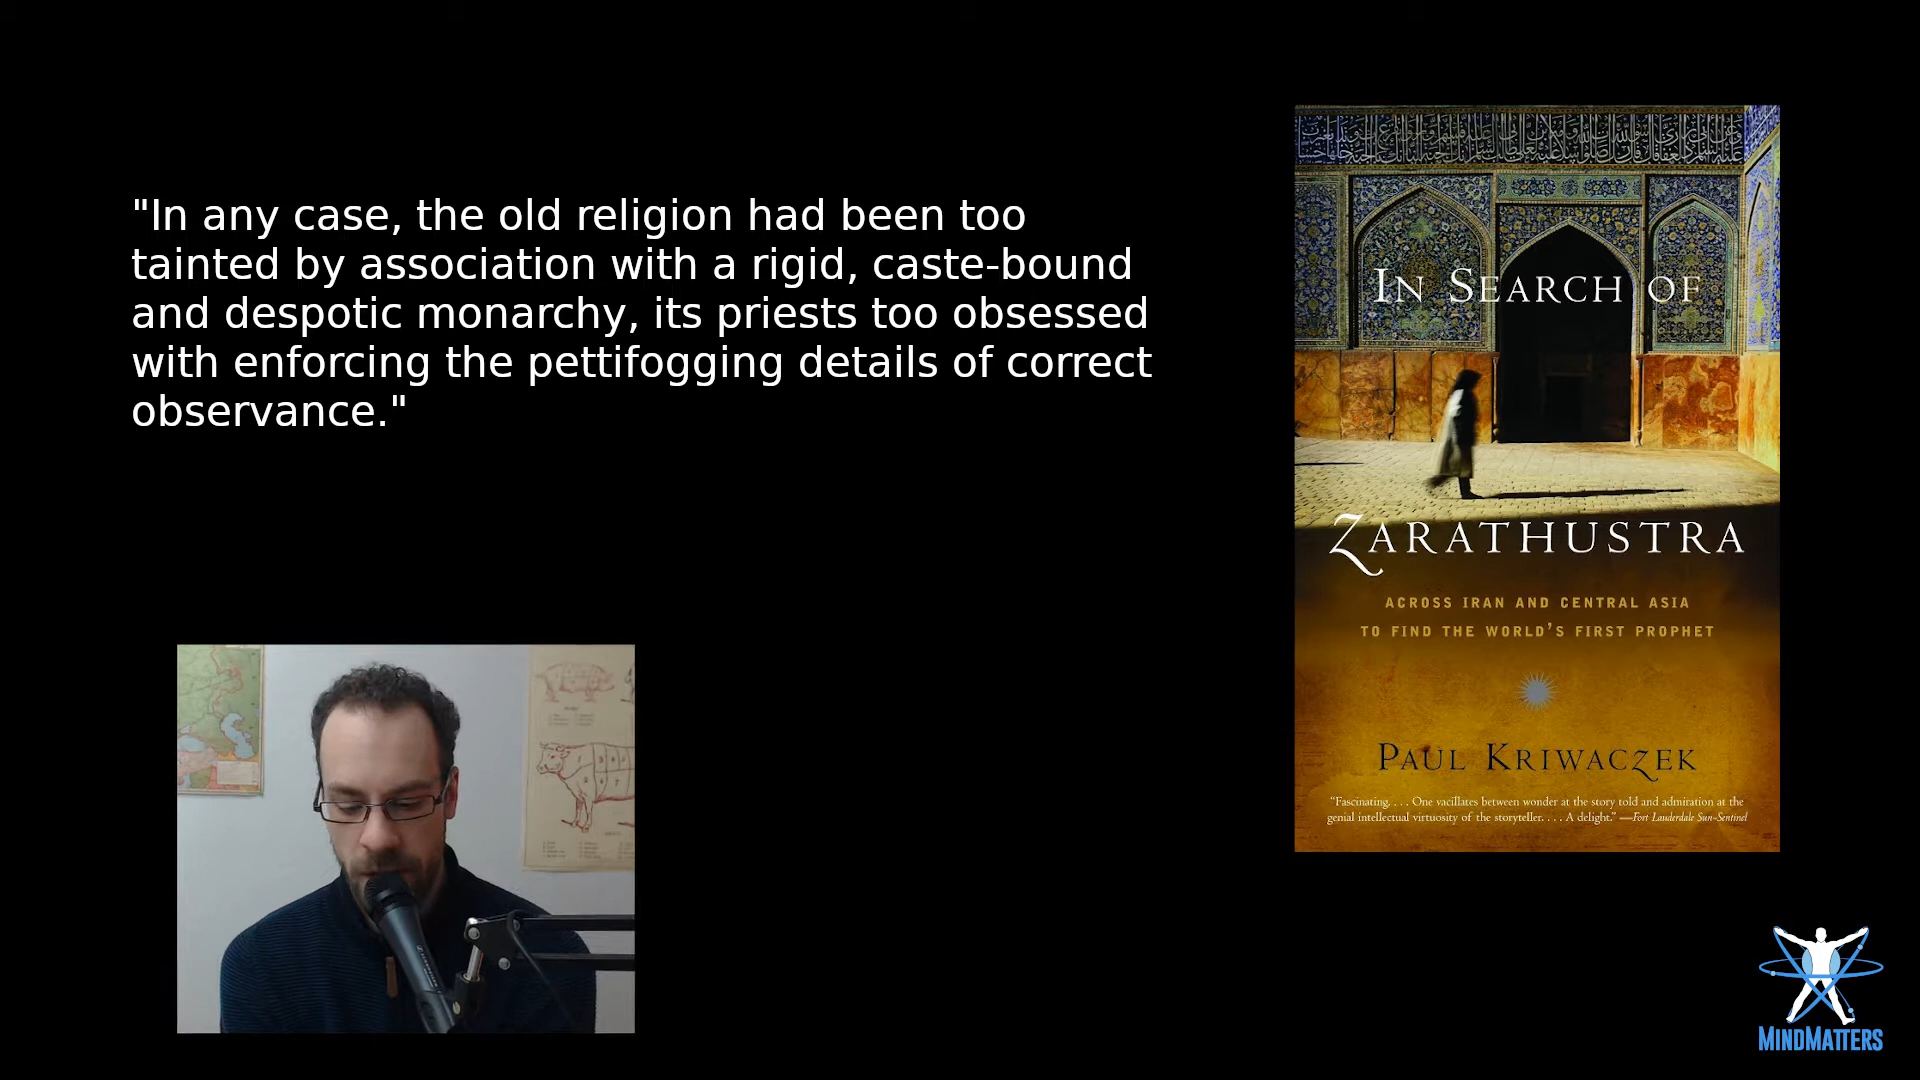 "In any case, the old religion had been too
tainted by association with a rigid, caste-bound
and despotic monarchy, its priests too obsessed
with enforcing the pettifogging details of correct
observance."
IN SEARCH OF
ZARATHUSTRA
ACROSS IRAN AND CENTRAL ASIA
TO FIND THE WORLD'S FIRST PROPHET
PAUL KRIWACZEK
"Fascinating. . . . One vacillates between wonder at the story told and admiration at the
genial intellectual virtuosity of the storyteller. . . . A delight." —Fort Lauderdale Sun-Sentinel
MINDMATTERS